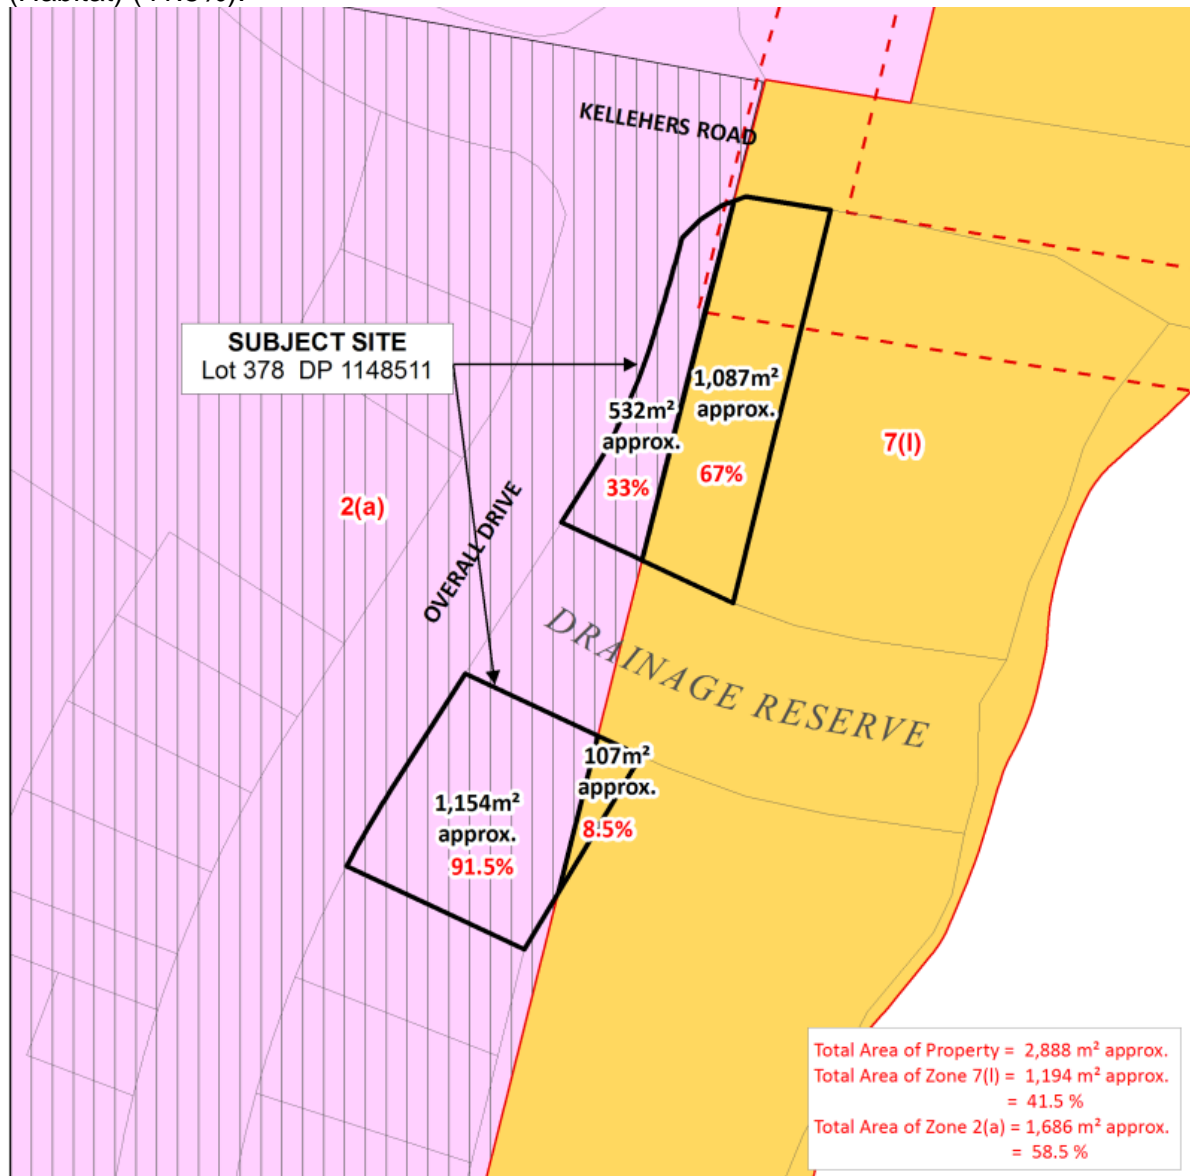 KELLEHERS ROAD
SUBJECT SITE
Lot 378 DP 1148511
1,087m²
approx.
67%
532m²
approx.
33%
7(l)
2(a)
OVERALL DRIVE
DRAINAGE RESERVE
107m²
approx.
8.5%
1,154m²
approx.
91.5%
Total Area of Property = 2,888 m² approx.
Total Area of Zone 7(l) = 1,194 m² approx.
= 41.5 %
Total Area of Zone 2(a) = 1,686 m² approx.
= 58.5 %